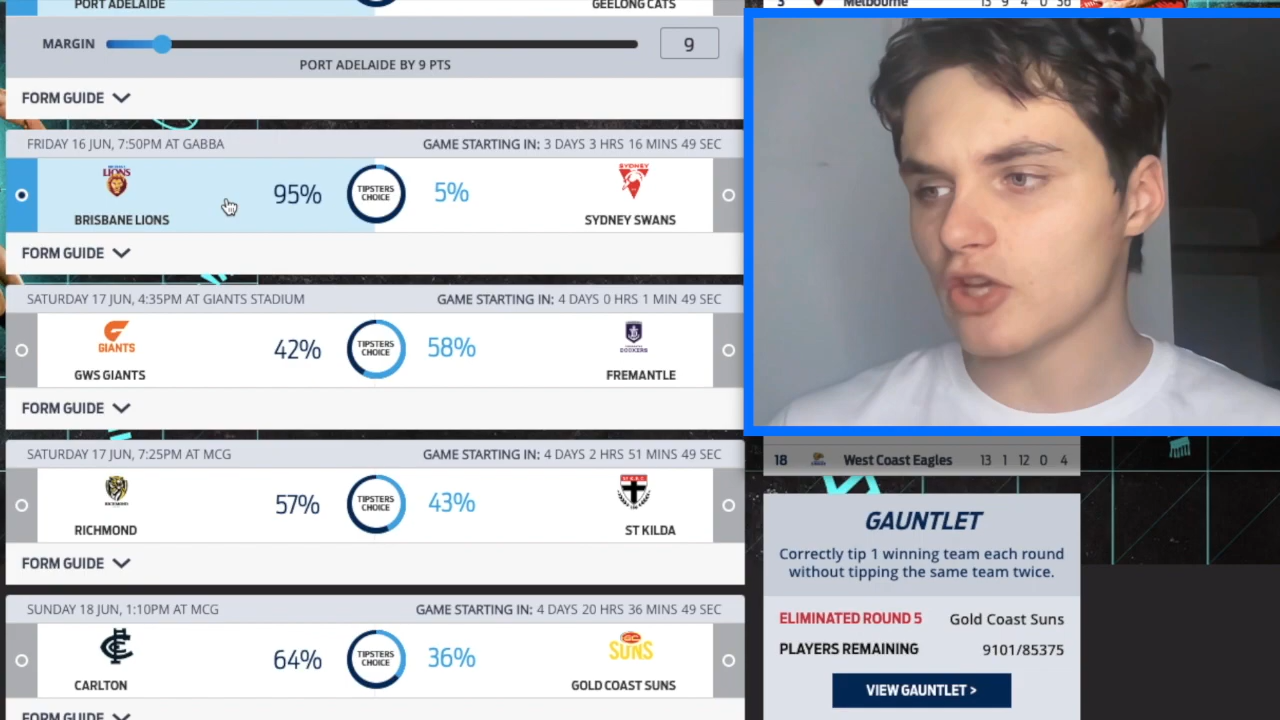 PORT ADELAIDE
GEELONG CATS
3 Melbourne 13 9 4 0 36
MARGIN 9
PORT ADELAIDE BY 9 PTS
FORM GUIDE
FRIDAY 16 JUN, 7:50PM AT GABBA
GAME STARTING IN: 3 DAYS 3 HRS 16 MINS 49 SEC
LIONS
95%
TIPSTERS
CHOICE
5%
SYDNEY
BRISBANE LIONS
SYDNEY SWANS
FORM GUIDE
SATURDAY 17 JUN, 4:35PM AT GIANTS STADIUM
GAME STARTING IN: 4 DAYS 0 HRS 1 MIN 49 SEC
GIANTS
42%
TIPSTERS
CHOICE
58%
GWS GIANTS
FREMANTLE
FORM GUIDE
SATURDAY 17 JUN, 7:25PM AT MCG
GAME STARTING IN: 4 DAYS 2 HRS 51 MINS 49 SEC
57%
TIPSTERS
CHOICE
43%
RICHMOND
ST KILDA
FORM GUIDE
SUNDAY 18 JUN, 1:10PM AT MCG
GAME STARTING IN: 4 DAYS 20 HRS 36 MINS 49 SEC
64%
TIPSTERS
CHOICE
36%
SUNS
CARLTON
GOLD COAST SUNS
FORM GUIDE
18 West Coast Eagles 13 1 12 0 4
GAUNTLET
Correctly tip 1 winning team each round
without tipping the same team twice.
ELIMINATED ROUND 5 Gold Coast Suns
PLAYERS REMAINING 9101/85375
VIEW GAUNTLET >